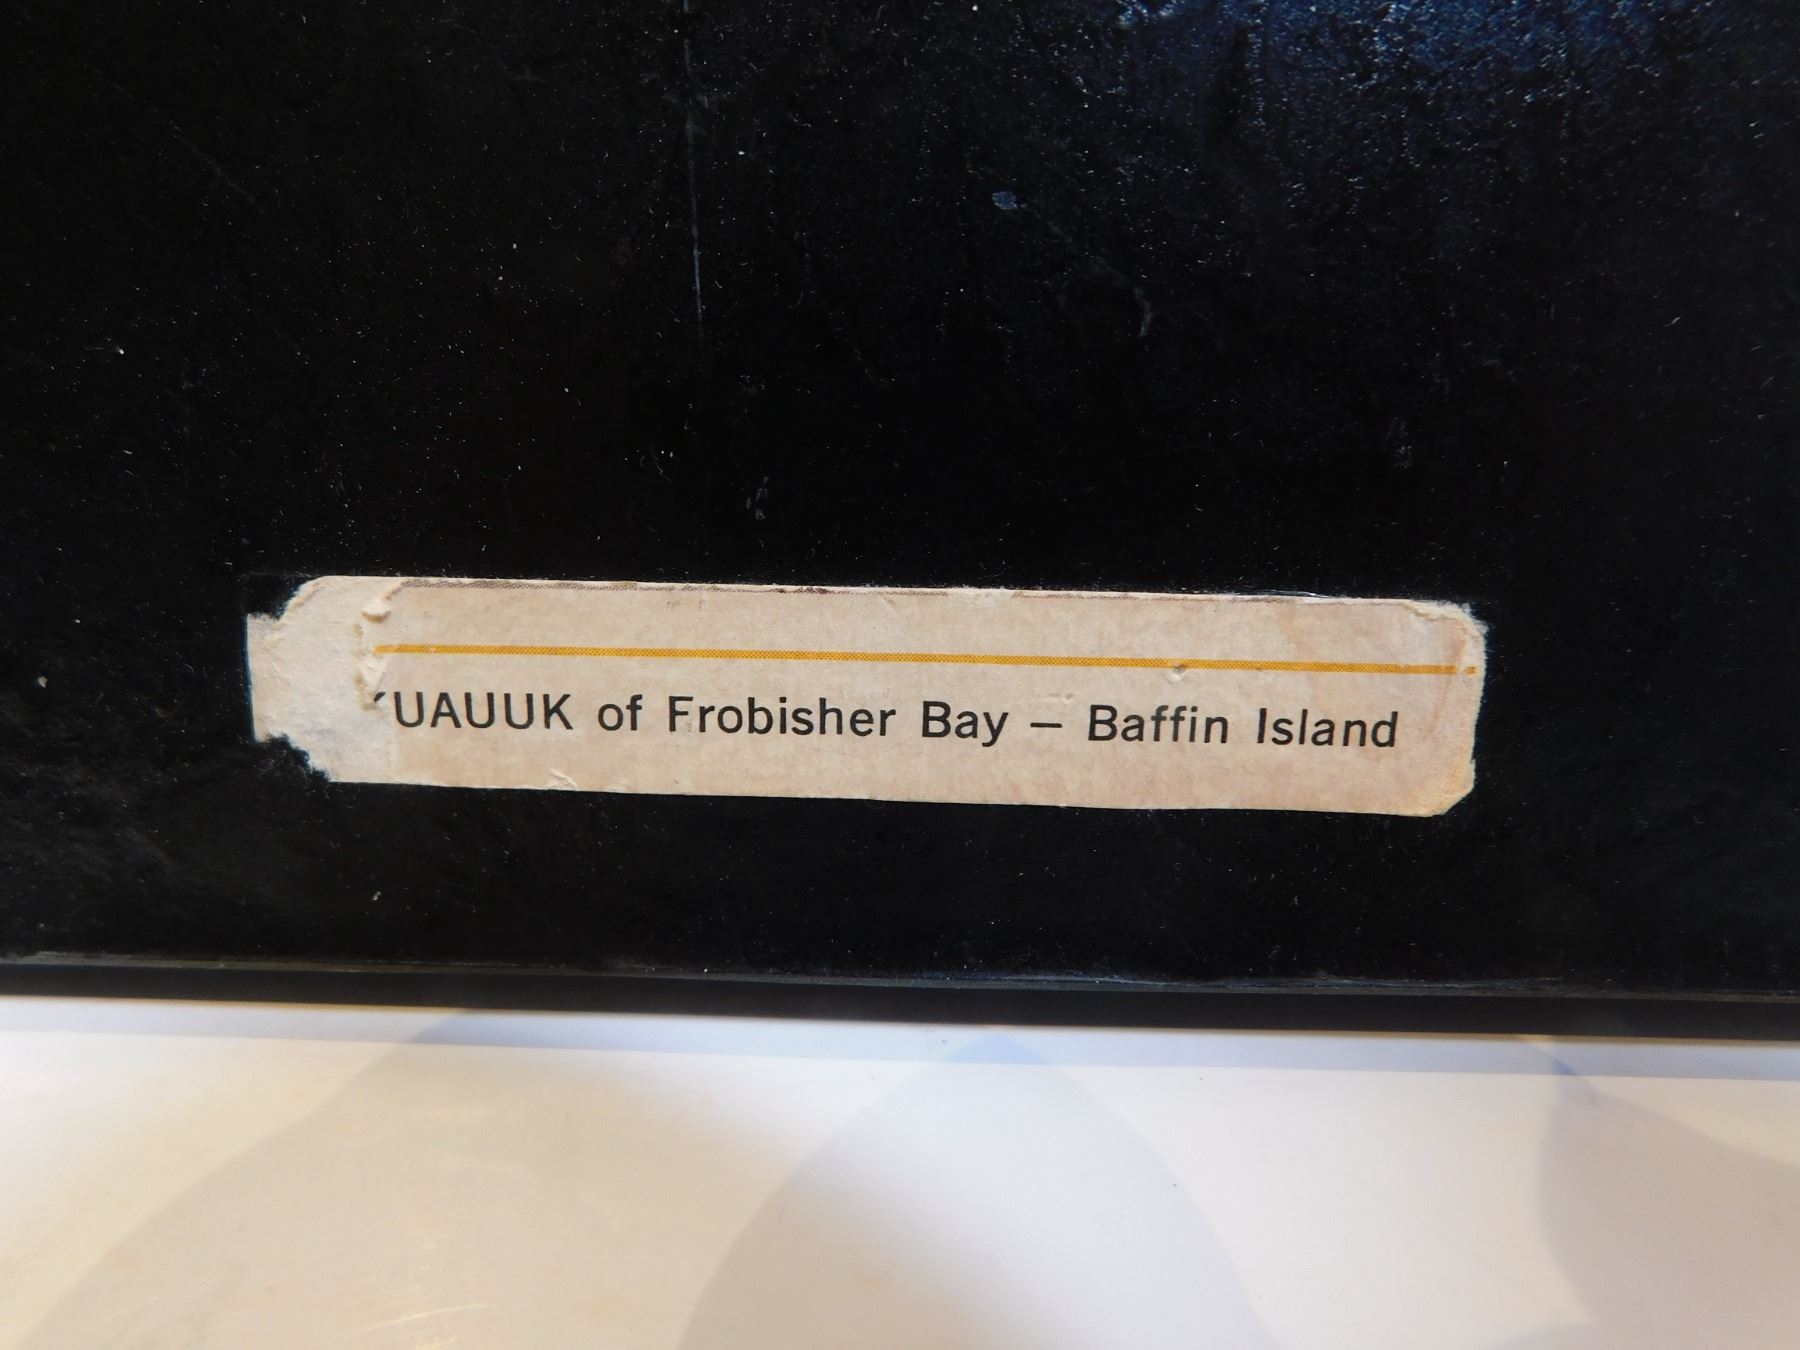 UAUUK of Frobisher Bay – Baffin Island